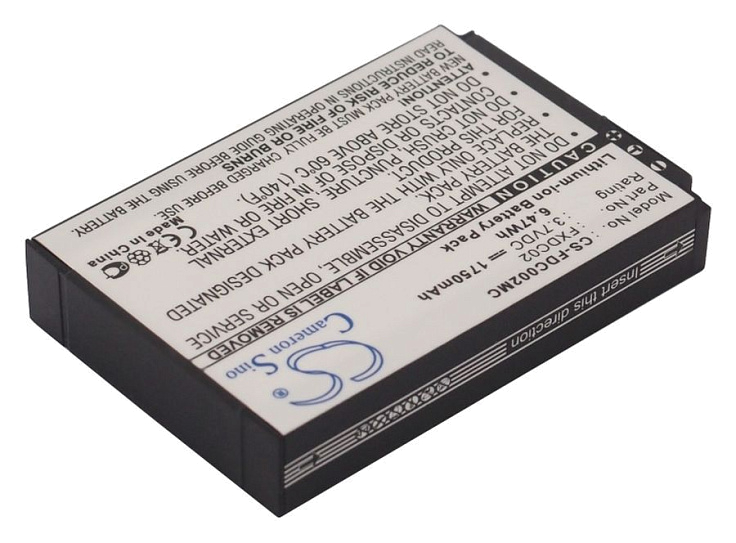 Model No.: CS-FDC002MC
Part No.: FXDC02
Rating: 3.7VDC ⎓ 1750mAh
6.47Wh
Lithium-ion Battery Pack
CAUTION WARRANTY VOID IF LABEL IS REMOVED
• DO NOT ATTEMPT TO DISASSEMBLE, OPEN OR SERVICE
THE BATTERY PACK.
• REPLACE ONLY WITH THE BATTERY PACK DESIGNATED
FOR THIS PRODUCT
• DO NOT CRUSH, PUNCTURE, SHORT EXTERNAL
CONTACTS OR DISPOSE OF IN FIRE OR WATER
• DO NOT STORE ABOVE 60°C (140°F).
ATTENTION:
TO REDUCE RISK OF FIRE OR BURNS
NEW BATTERY PACK MUST BE FULLY CHARGED BEFORE USE.
READ INSTRUCTIONS IN OPERATING GUIDE BEFORE USING THE BATTERY
CE
CS
®
Cameron Sino
Insert this direction